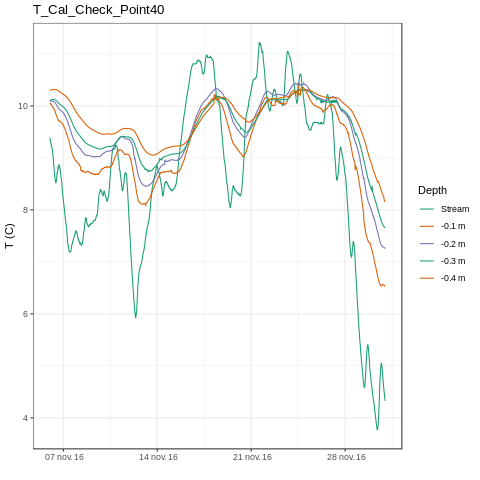 T_Cal_Check_Point40
T (C)
10
8
6
4
07 nov. 16
14 nov. 16
21 nov. 16
28 nov. 16
Depth
Stream
-0.1 m
-0.2 m
-0.3 m
-0.4 m